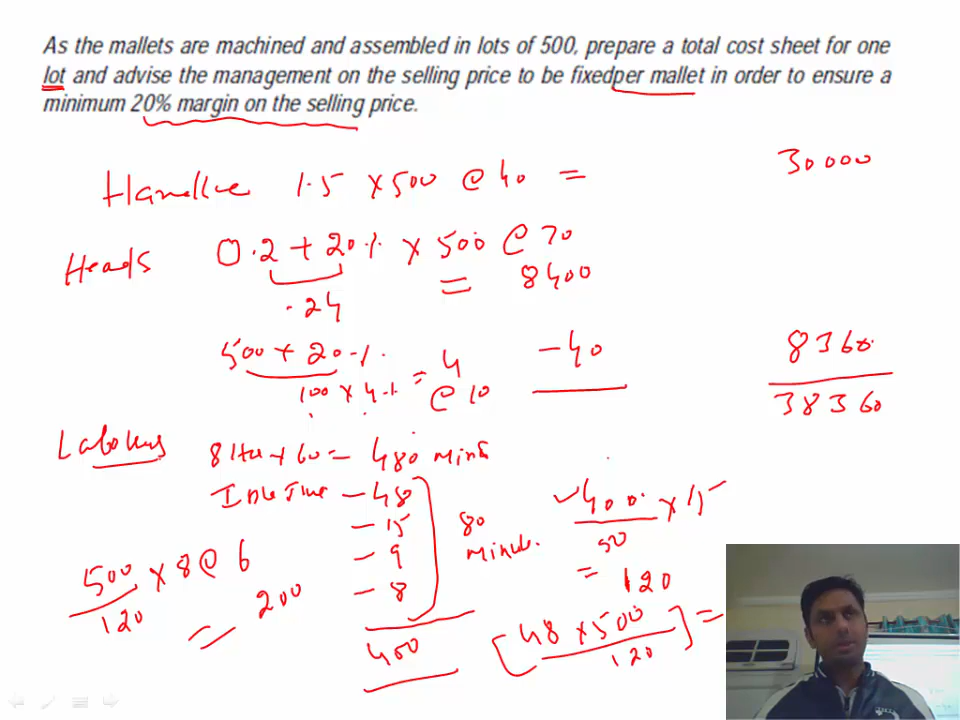 As the mallets are machined and assembled in lots of 500, prepare a total cost sheet for one
lot and advise the management on the selling price to be fixedper mallet in order to ensure a
minimum 20% margin on the selling price.
Handle 1.5 × 500 @ 40 = 30000
Heads 0.2 + 20% × 500 @ 70
.24 = 8400
500 + 20% - 40 8360
100 × 4% = 4 @ 10
38360
Labour 8 Hr × 60 = 480 mins
Idle Time - 48
- 15
- 9
- 8
80 minute.
400
400 × 15
50
= 120
500 × 8 @ 6
120
= 200
[48 × 500] =
120